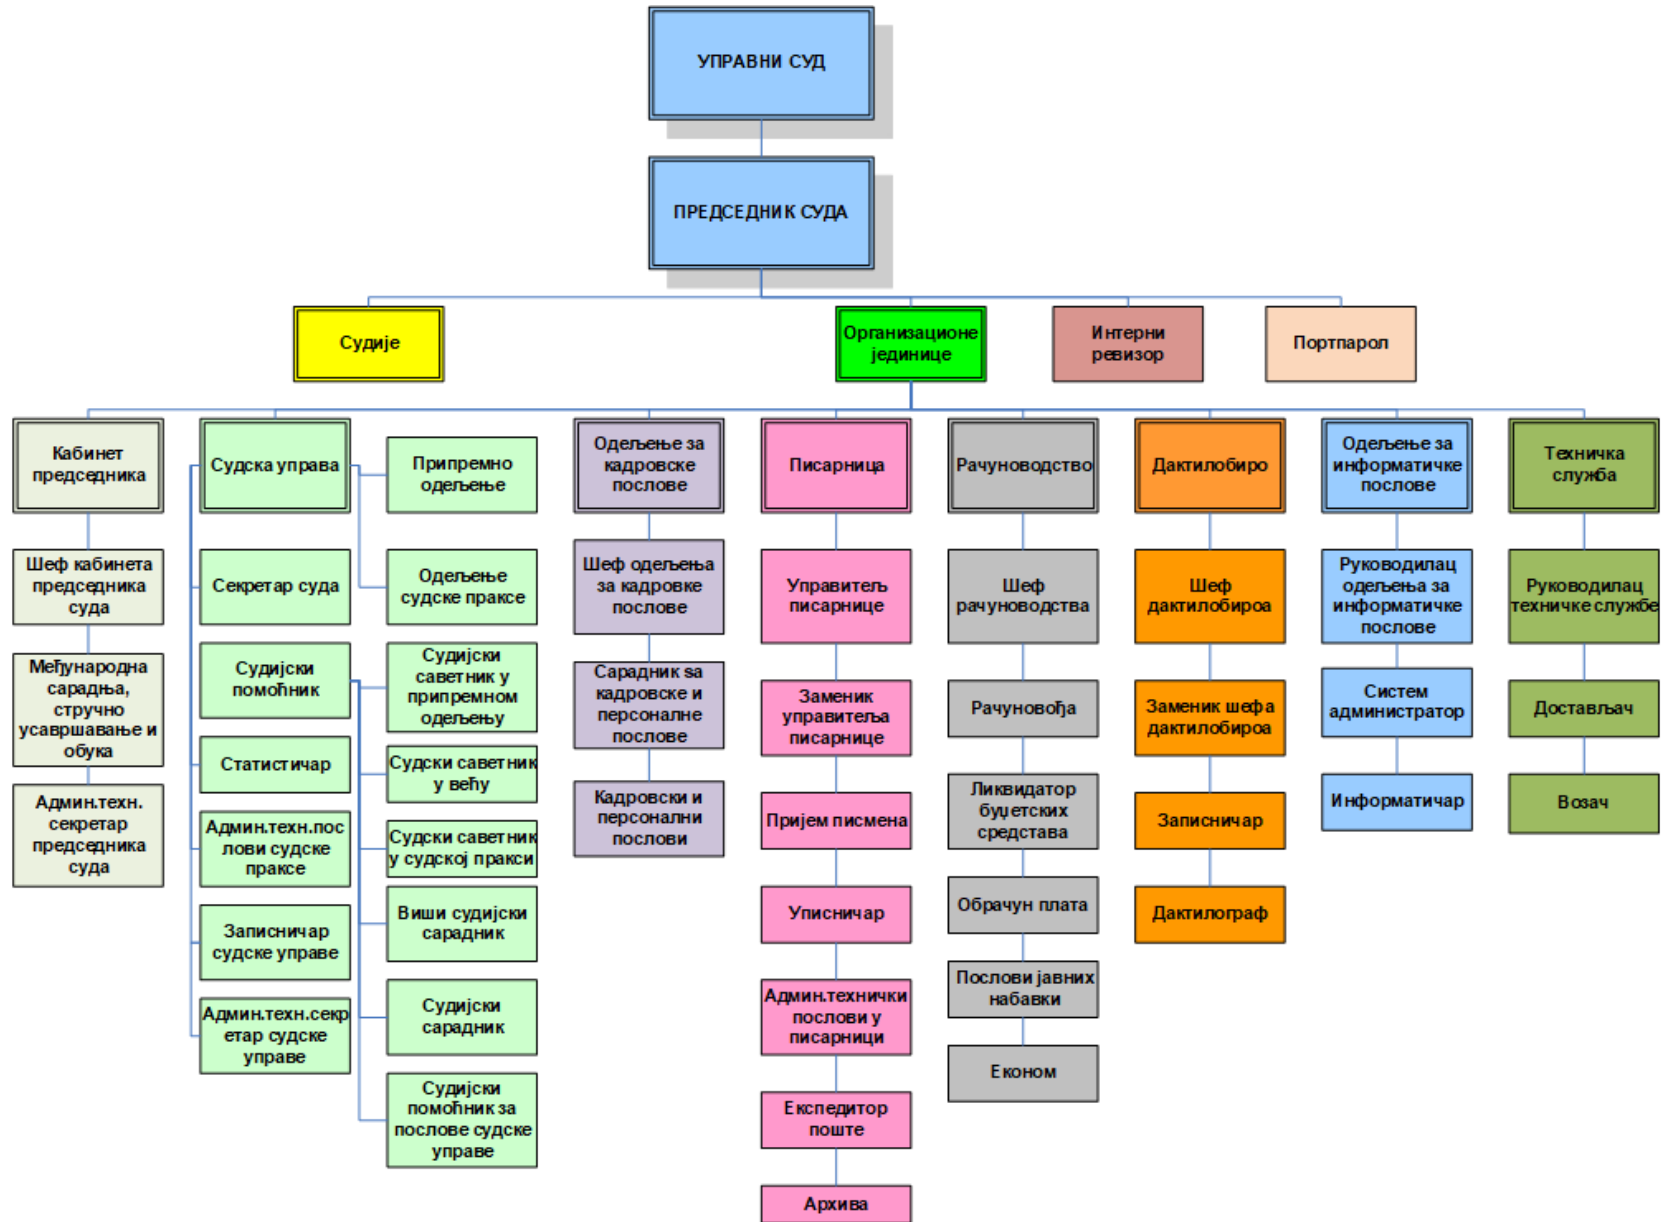 УПРАВНИ СУД
ПРЕДСЕДНИК СУДА
Судије
Организационе
јединице
Интерни
ревизор
Портпарол
Кабинет
председника
Шеф кабинета
председника
суда
Међународна
сарадња,
стручно
усавршавање и
обука
Админ.техн.
секретар
председника
суда
Судска управа
Секретар суда
Судијски
помоћник
Статистичар
Админ.техн.пос
лови судске
праксе
Записничар
судске управе
Админ.техн.секр
етар судске
управе
Припремно
одељење
Одељење
судске праксе
Судијски
саветник у
припремном
одељењу
Судски саветник
у већу
Судски саветник
у судској пракси
Виши судијски
сарадник
Судијски
сарадник
Судијски
помоћник за
послове судске
управе
Одељење за
кадровске
послове
Шеф одељења
за кадровке
послове
Сарадник ѕа
кадровске и
персоналне
послове
Кадровски и
персонални
послови
Писарница
Управитељ
писарнице
Заменик
управитеља
писарнице
Пријем писмена
Уписничар
Админ.технички
послови у
писарници
Експедитор
поште
Архива
Рачуноводство
Шеф
рачуноводства
Рачуновођа
Ликвидатор
буџетских
средстава
Обрачун плата
Послови јавних
набавки
Економ
Дактилобиро
Шеф
дактилобироа
Заменик шефа
дактилобироа
Записничар
Дактилограф
Одељење за
информатичке
послове
Руководилац
одељења за
информатичке
послове
Систем
администратор
Информатичар
Техничка
служба
Руководилац
техничке службе
Достављач
Возач